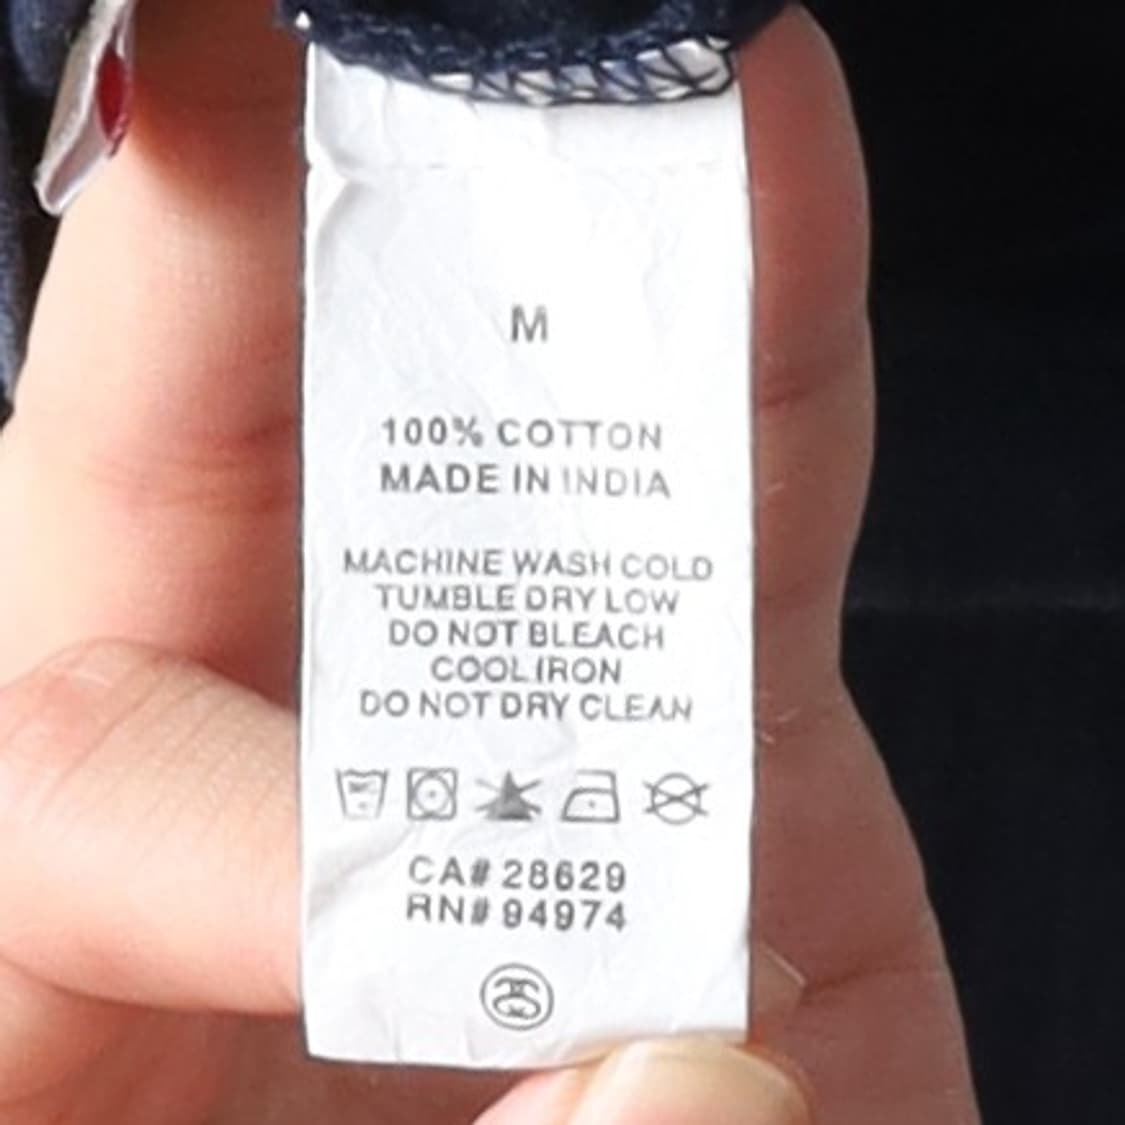 M
100% COTTON
MADE IN INDIA
MACHINE WASH COLD
TUMBLE DRY LOW
DO NOT BLEACH
COOL IRON
DO NOT DRY CLEAN
CA# 28629
RN# 94974